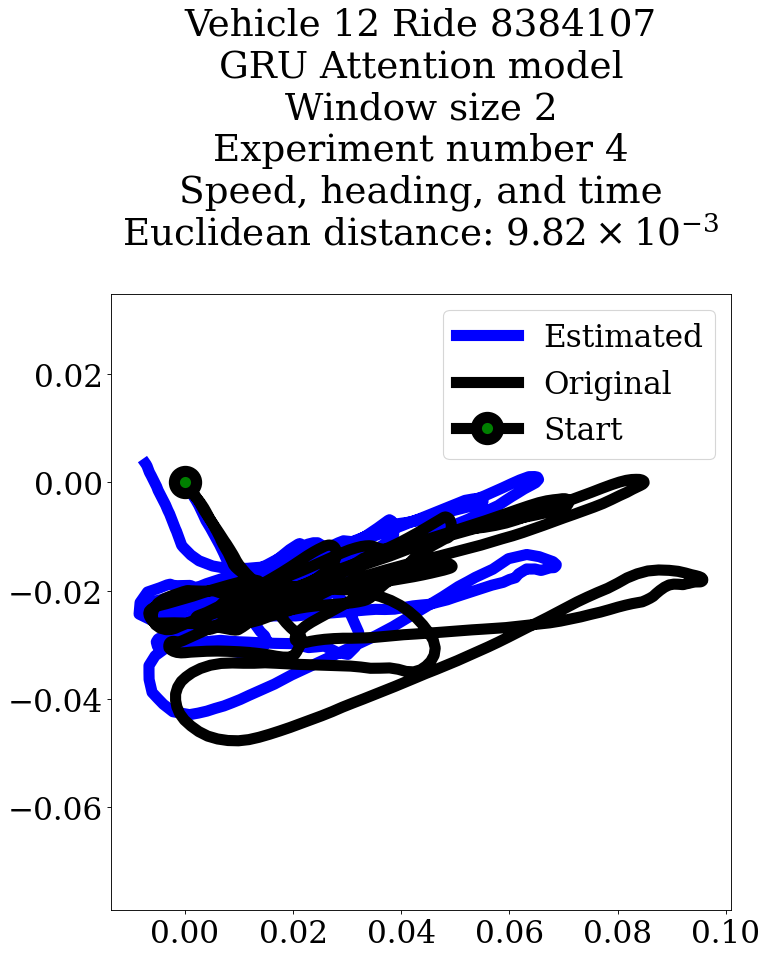 Vehicle 12 Ride 8384107
GRU Attention model
Window size 2
Experiment number 4
Speed, heading, and time
Euclidean distance: 9.82 × 10⁻³
Estimated
Original
Start
0.02
0.00
−0.02
−0.04
−0.06
0.00 0.02 0.04 0.06 0.08 0.10